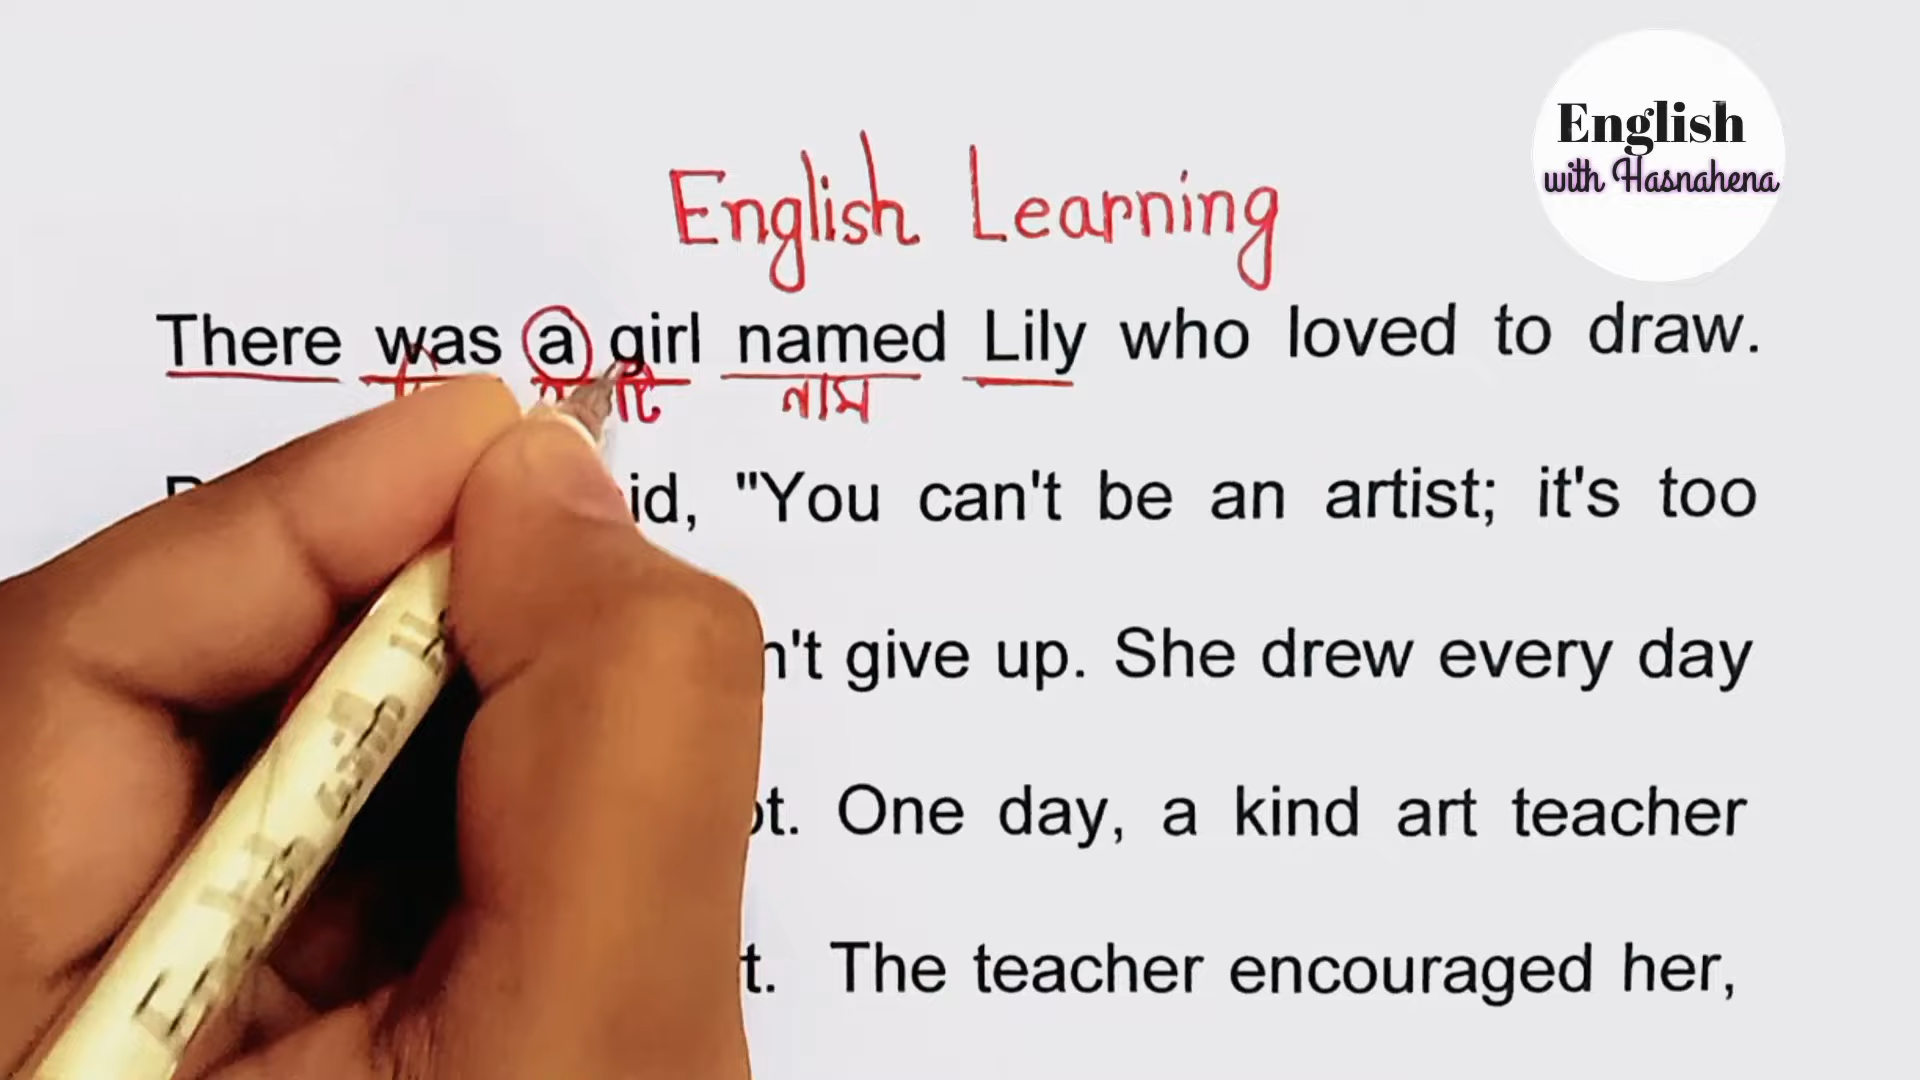 English
with Hasnahena
English Learning
There was a girl named Lily who loved to draw.
নাম
"You can't be an artist; it's too
give up. She drew every day
One day, a kind art teacher
The teacher encouraged her,